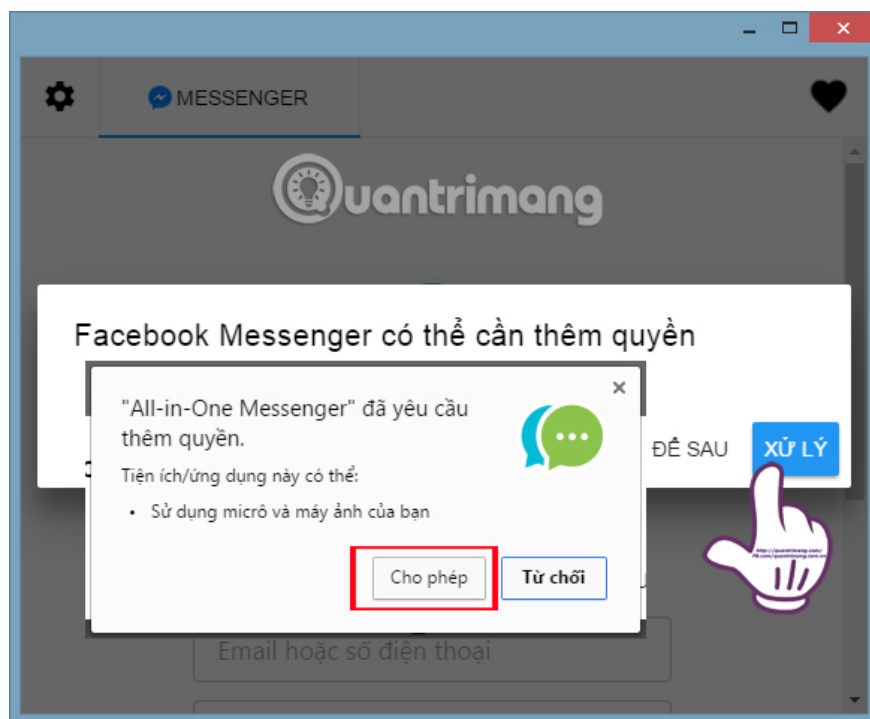 MESSENGER
Quantrimang
Facebook Messenger có thể cần thêm quyền
"All-in-One Messenger" đã yêu cầu
thêm quyền.
Tiện ích/ứng dụng này có thể:
• Sử dụng micrô và máy ảnh của bạn
Cho phép
Từ chối
ĐỂ SAU
XỬ LÝ
Email hoặc số điện thoại